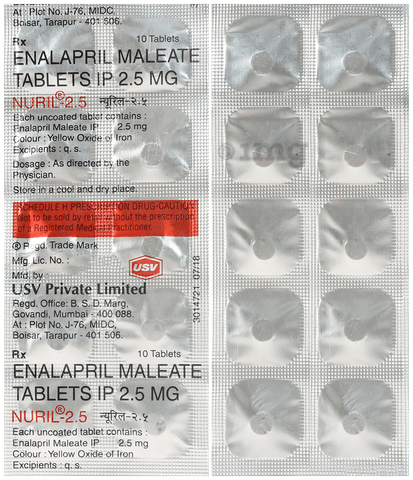 At : Plot No. J-76, MIDC,
Boisar, Tarapur - 401 506.
Rx 10 Tablets
ENALAPRIL MALEATE
TABLETS IP 2.5 MG
NURIL®-2.5 न्यूरिल-२.५
Each uncoated tablet contains :
Enalapril Maleate IP 2.5 mg
Colour : Yellow Oxide of Iron
Excipients : q. s.
Dosage : As directed by the
Physician.
Store in a cool and dry place.
SCHEDULE H PRESCRIPTION DRUG-CAUTION
Not to be sold by retail without the prescription
of a Registered Medical Practitioner.
® Regd. Trade Mark
Mfg. Lic. No. :
Mfd. by :
USV
USV Private Limited
Regd. Office: B. S. D. Marg,
Govandi, Mumbai - 400 088.
At : Plot No. J-76, MIDC,
Boisar, Tarapur - 401 506.
3014721 07/18
Rx 10 Tablets
ENALAPRIL MALEATE
TABLETS IP 2.5 MG
NURIL®-2.5 न्यूरिल-२.५
Each uncoated tablet contains :
Enalapril Maleate IP 2.5 mg
Colour : Yellow Oxide of Iron
Excipients : q. s.